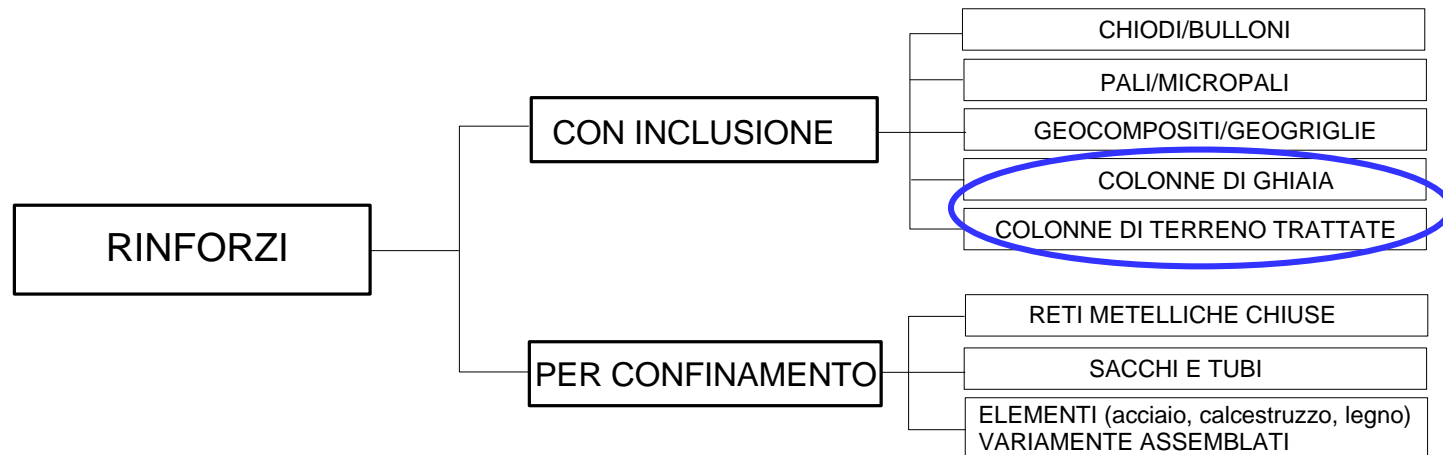 RINFORZI
CON INCLUSIONE
CHIODI/BULLONI
PALI/MICROPALI
GEOCOMPOSITI/GEOGRIGLIE
COLONNE DI GHIAIA
COLONNE DI TERRENO TRATTATE
PER CONFINAMENTO
RETI METELLICHE CHIUSE
SACCHI E TUBI
ELEMENTI (acciaio, calcestruzzo, legno)
VARIAMENTE ASSEMBLATI